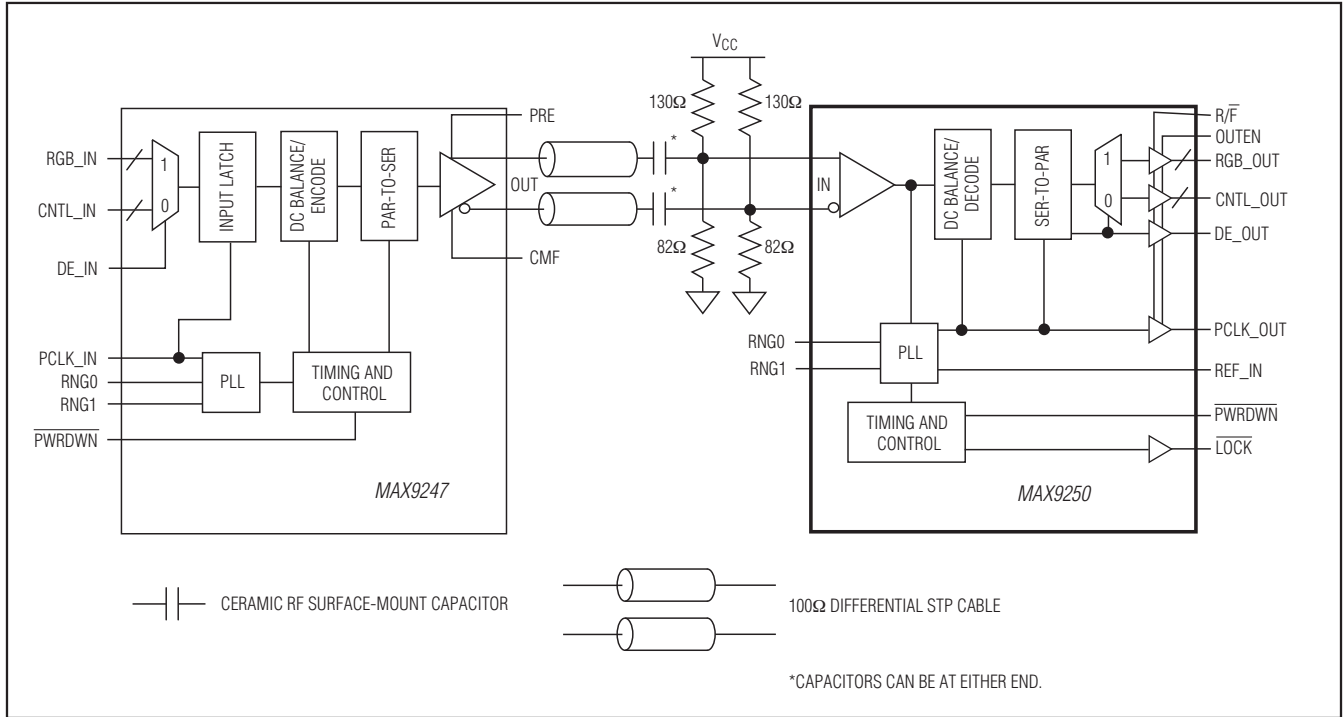 VCC
130Ω
130Ω
*
*
82Ω
82Ω
RGB_IN
CNTL_IN
DE_IN
PCLK_IN
RNG0
RNG1
P̅W̅R̅D̅W̅N̅
1
0
INPUT LATCH
DC BALANCE/
ENCODE
PAR-TO-SER
PLL
TIMING AND
CONTROL
PRE
OUT
CMF
MAX9247
IN
DC BALANCE/
DECODE
SER-TO-PAR
1
0
RNG0
RNG1
PLL
TIMING AND
CONTROL
R/F̅
OUTEN
RGB_OUT
CNTL_OUT
DE_OUT
PCLK_OUT
REF_IN
P̅W̅R̅D̅W̅N̅
L̅O̅C̅K̅
MAX9250
CERAMIC RF SURFACE-MOUNT CAPACITOR
100Ω DIFFERENTIAL STP CABLE
*CAPACITORS CAN BE AT EITHER END.